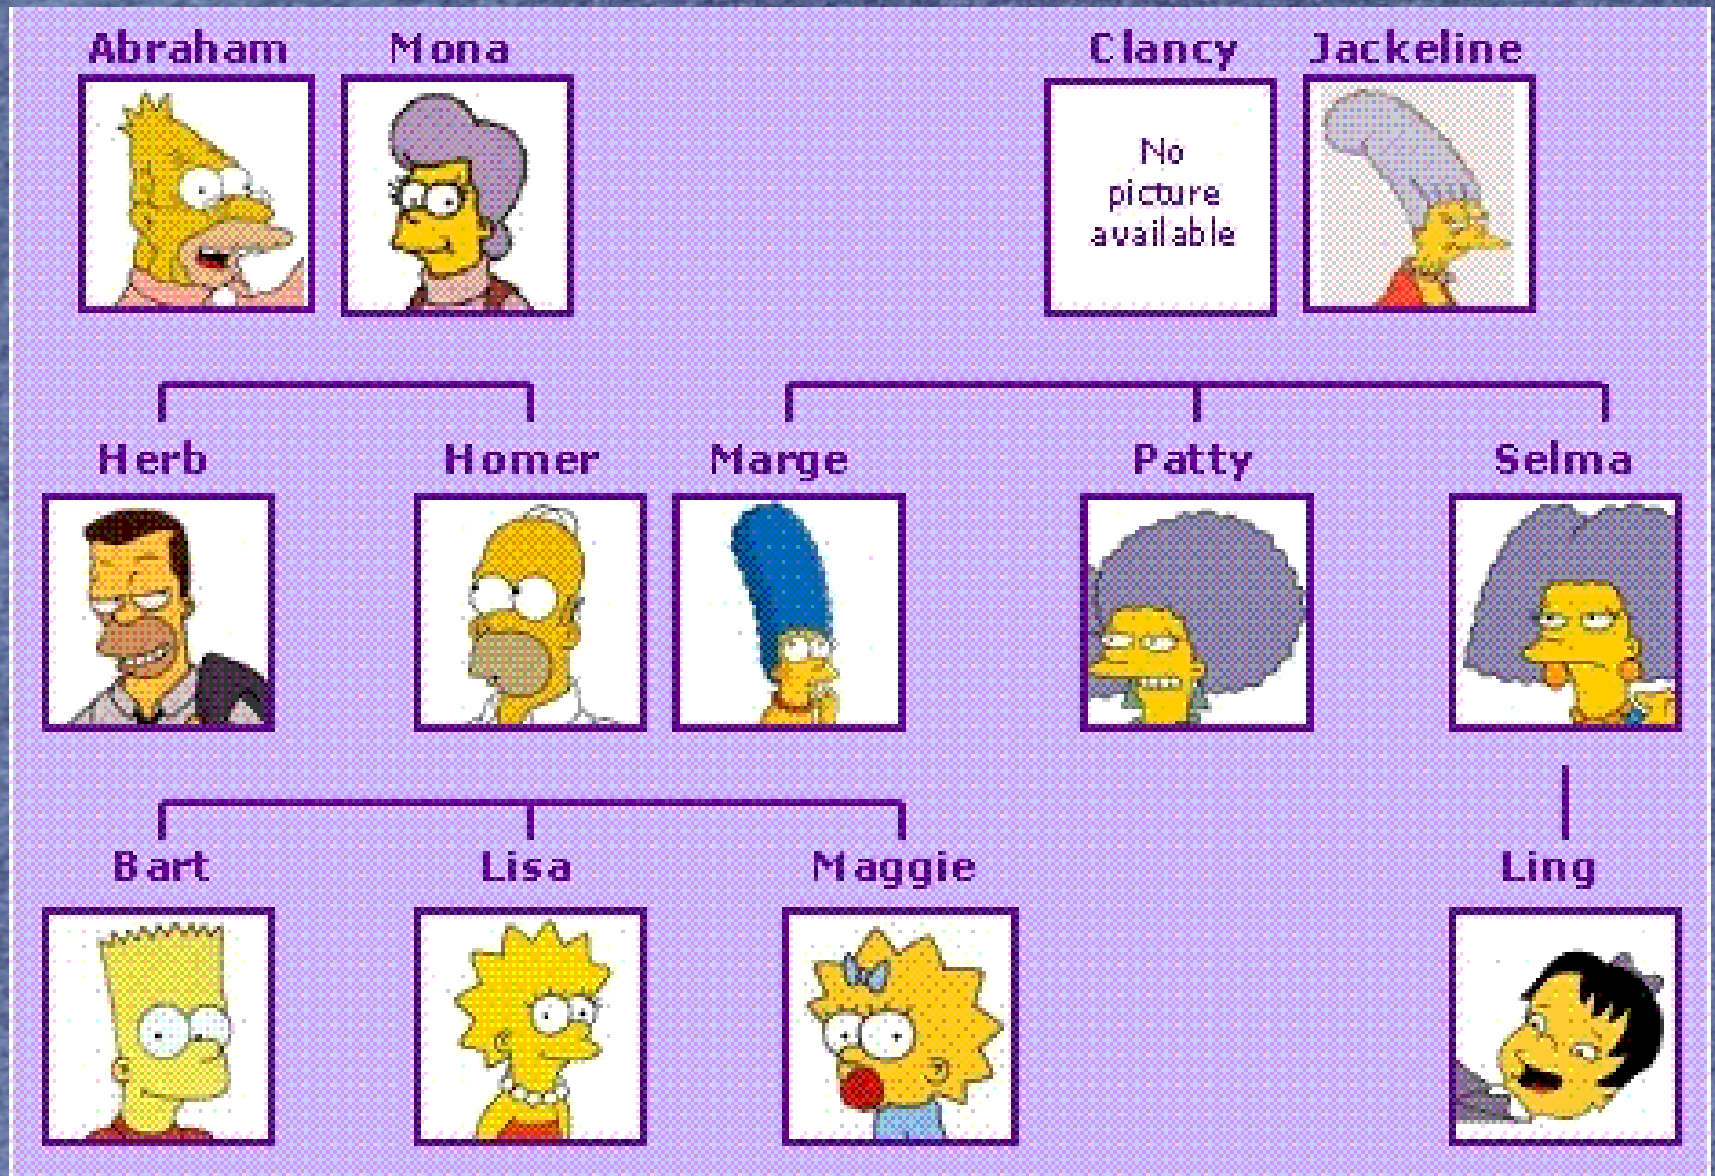 Abraham Mona Clancy Jackeline
No
picture
available
Herb Homer Marge Patty Selma
Bart Lisa Maggie Ling